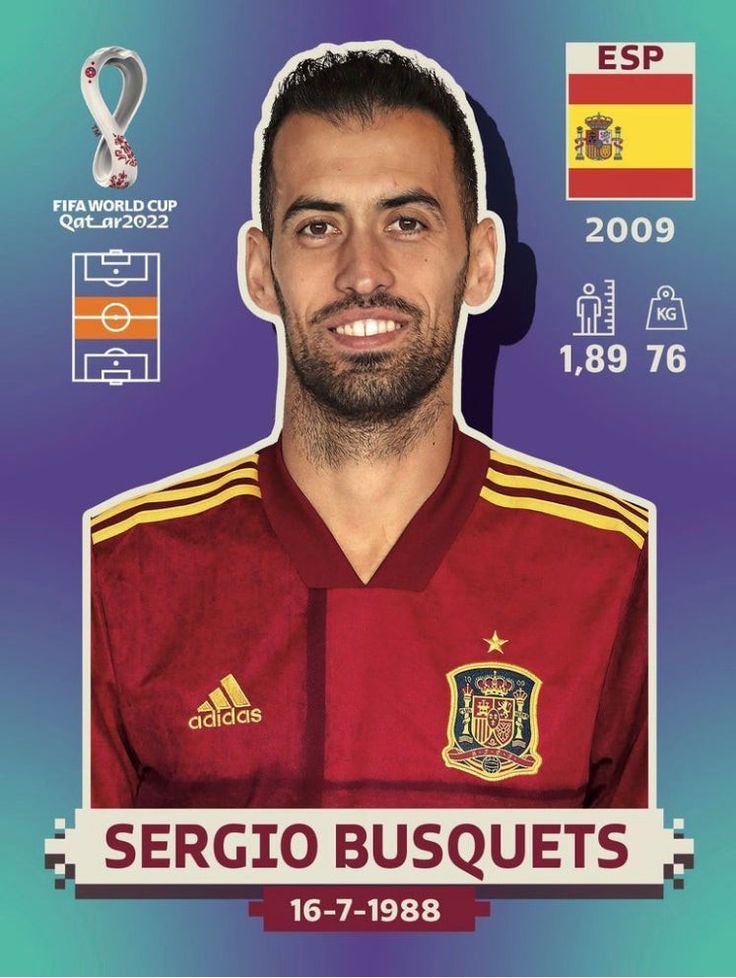 FIFA WORLD CUP
Qatar2022
ESP
2009
1,89 76
KG
adidas
SERGIO BUSQUETS
16-7-1988